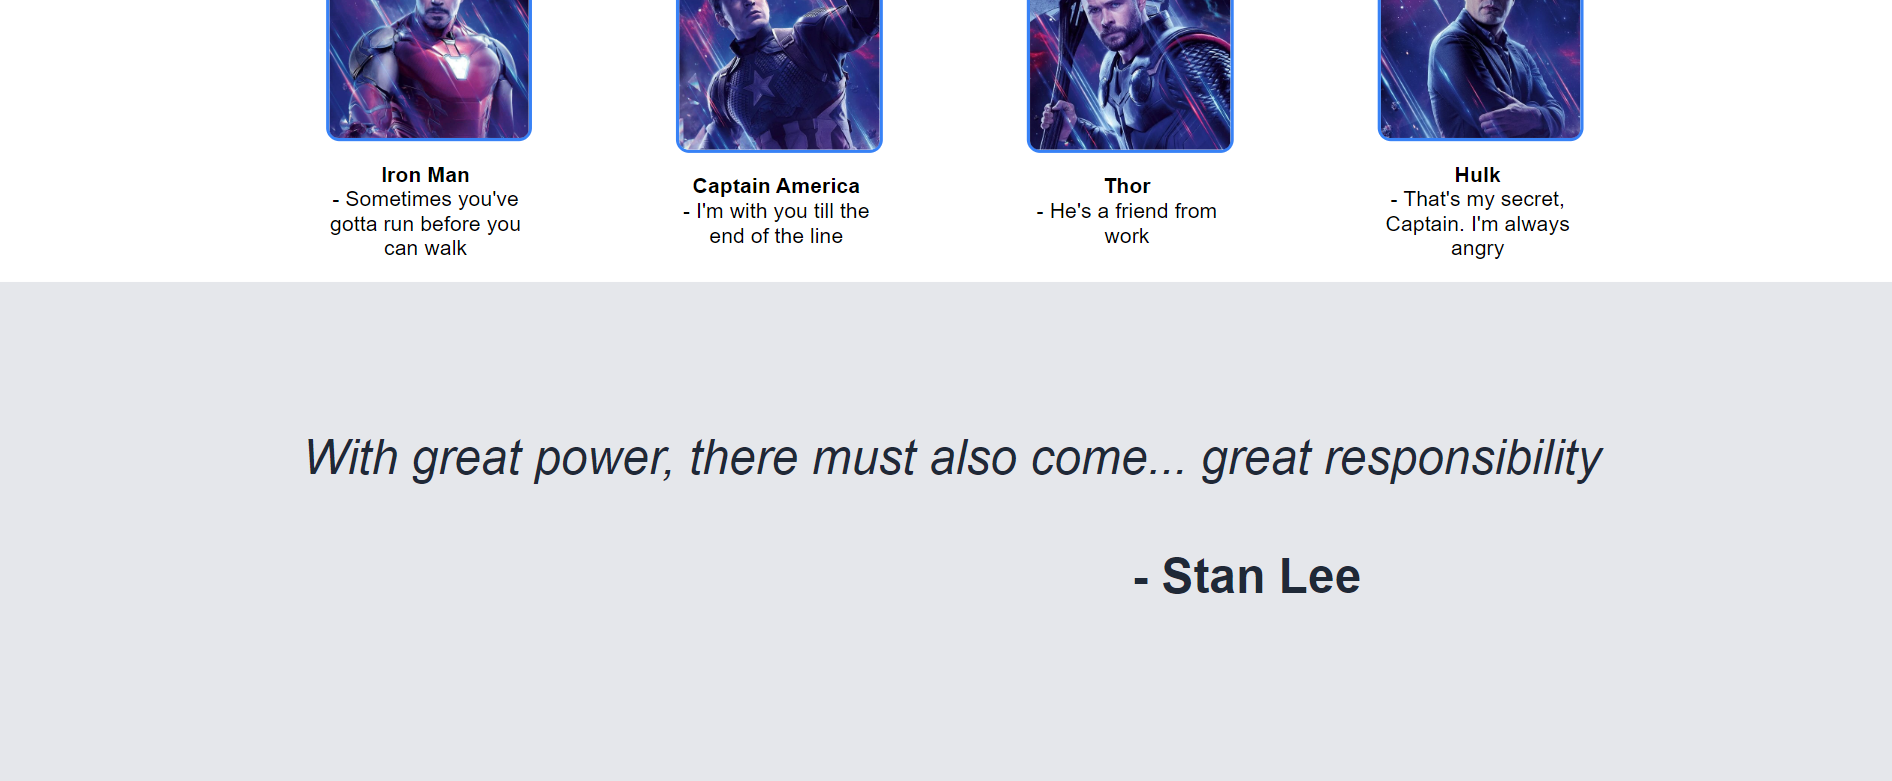 Iron Man
- Sometimes you've
gotta run before you
can walk
Captain America
- I'm with you till the
end of the line
Thor
- He's a friend from
work
Hulk
- That's my secret,
Captain. I'm always
angry
With great power, there must also come... great responsibility
- Stan Lee